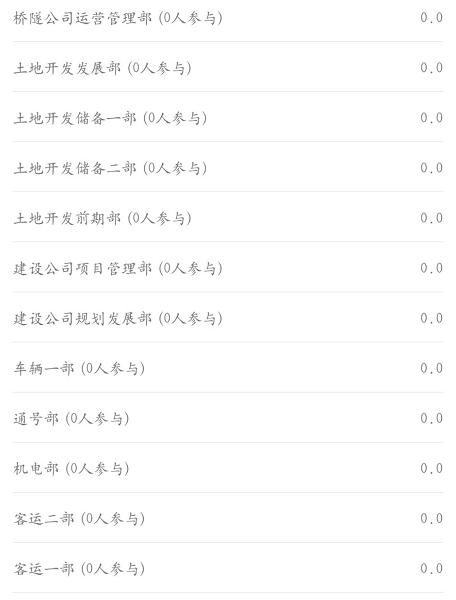 桥隧公司运营管理部 (0人参与) 0.0
土地开发发展部 (0人参与) 0.0
土地开发储备一部 (0人参与) 0.0
土地开发储备二部 (0人参与) 0.0
土地开发前期部 (0人参与) 0.0
建设公司项目管理部 (0人参与) 0.0
建设公司规划发展部 (0人参与) 0.0
车辆一部 (0人参与) 0.0
通号部 (0人参与) 0.0
机电部 (0人参与) 0.0
客运二部 (0人参与) 0.0
客运一部 (0人参与) 0.0